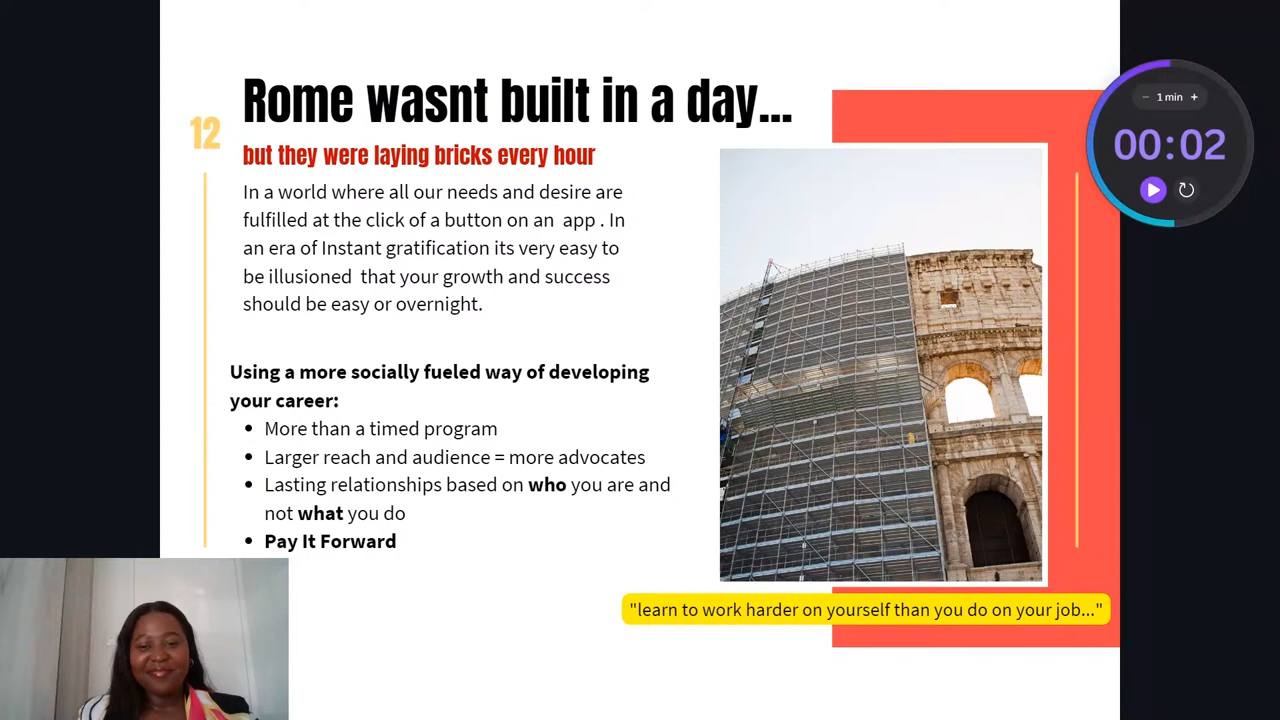 Rome wasnt built in a day...
12
but they were laying bricks every hour
In a world where all our needs and desire are
fulfilled at the click of a button on an app . In
an era of Instant gratification its very easy to
be illusioned that your growth and success
should be easy or overnight.
Using a more socially fueled way of developing
your career:
• More than a timed program
• Larger reach and audience = more advocates
• Lasting relationships based on who you are and
not what you do
• Pay It Forward
"learn to work harder on yourself than you do on your job..."
− 1 min +
00:02